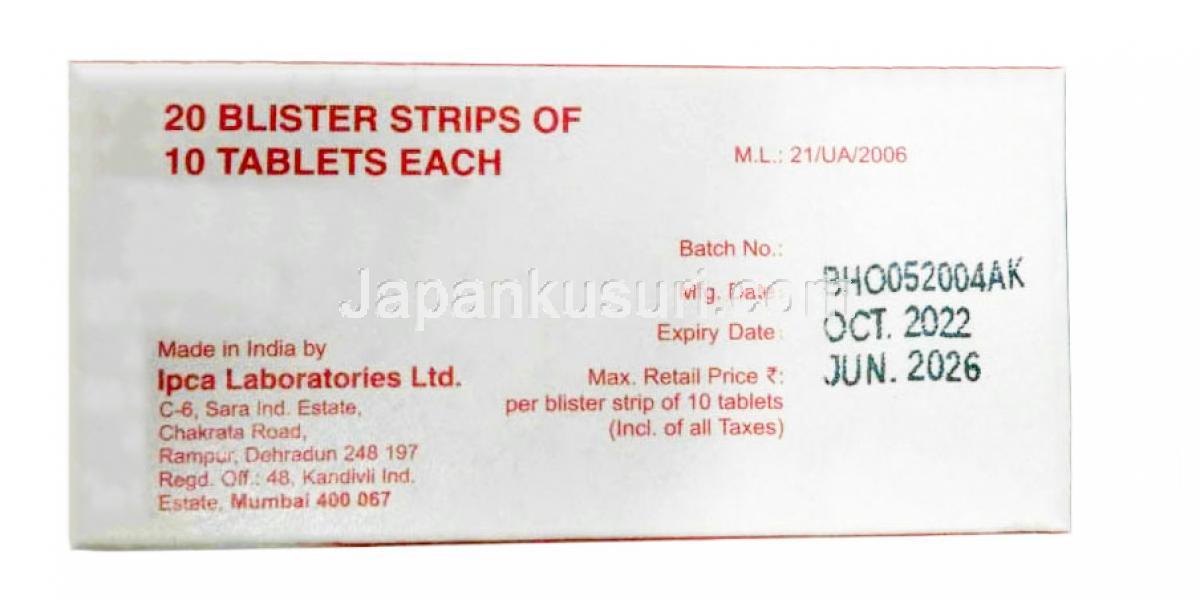 20 BLISTER STRIPS OF
10 TABLETS EACH
M.L.: 21/UA/2006
Batch No.:
BHO052004AK
Mfg. Date:
OCT. 2022
Expiry Date:
JUN. 2026
Max. Retail Price ₹:
per blister strip of 10 tablets
(Incl. of all Taxes)
Made in India by
Ipca Laboratories Ltd.
C-6, Sara Ind. Estate,
Chakrata Road,
Rampur, Dehradun 248 197
Regd. Off.: 48, Kandivli Ind.
Estate, Mumbai 400 067
Japankusuri.com